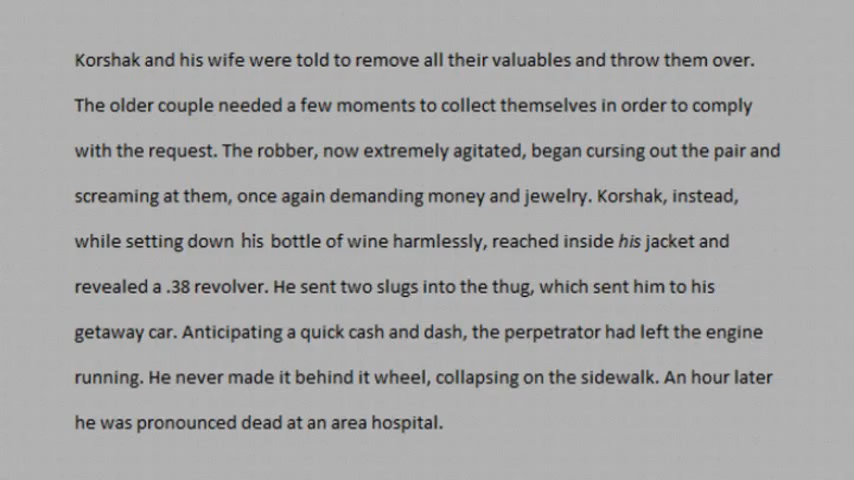 Korshak and his wife were told to remove all their valuables and throw them over.
The older couple needed a few moments to collect themselves in order to comply
with the request. The robber, now extremely agitated, began cursing out the pair and
screaming at them, once again demanding money and jewelry. Korshak, instead,
while setting down his bottle of wine harmlessly, reached inside his jacket and
revealed a .38 revolver. He sent two slugs into the thug, which sent him to his
getaway car. Anticipating a quick cash and dash, the perpetrator had left the engine
running. He never made it behind it wheel, collapsing on the sidewalk. An hour later
he was pronounced dead at an area hospital.